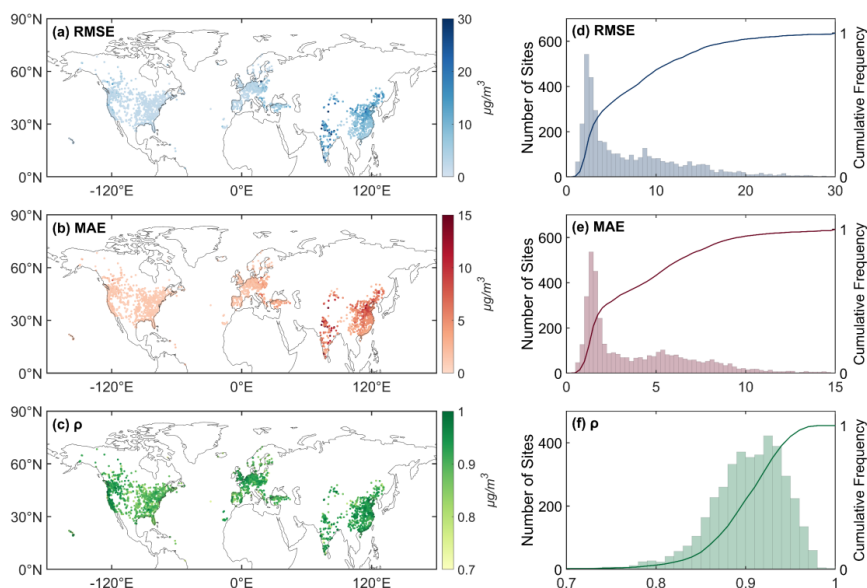 90°N
(a) RMSE
60°N
30°N
0°N
-120°E
0°E
120°E
30
20
10
0
µg/m³
(d) RMSE
600
400
200
0
Number of Sites
0
10
20
30
1
0
Cumulative Frequency
90°N
(b) MAE
60°N
30°N
0°N
-120°E
0°E
120°E
15
10
5
0
µg/m³
(e) MAE
600
400
200
0
Number of Sites
0
5
10
15
1
0
Cumulative Frequency
90°N
(c) ρ
60°N
30°N
0°N
-120°E
0°E
120°E
1
0.9
0.8
0.7
µg/m³
(f) ρ
400
200
0
Number of Sites
0.7
0.8
0.9
1
1
0
Cumulative Frequency